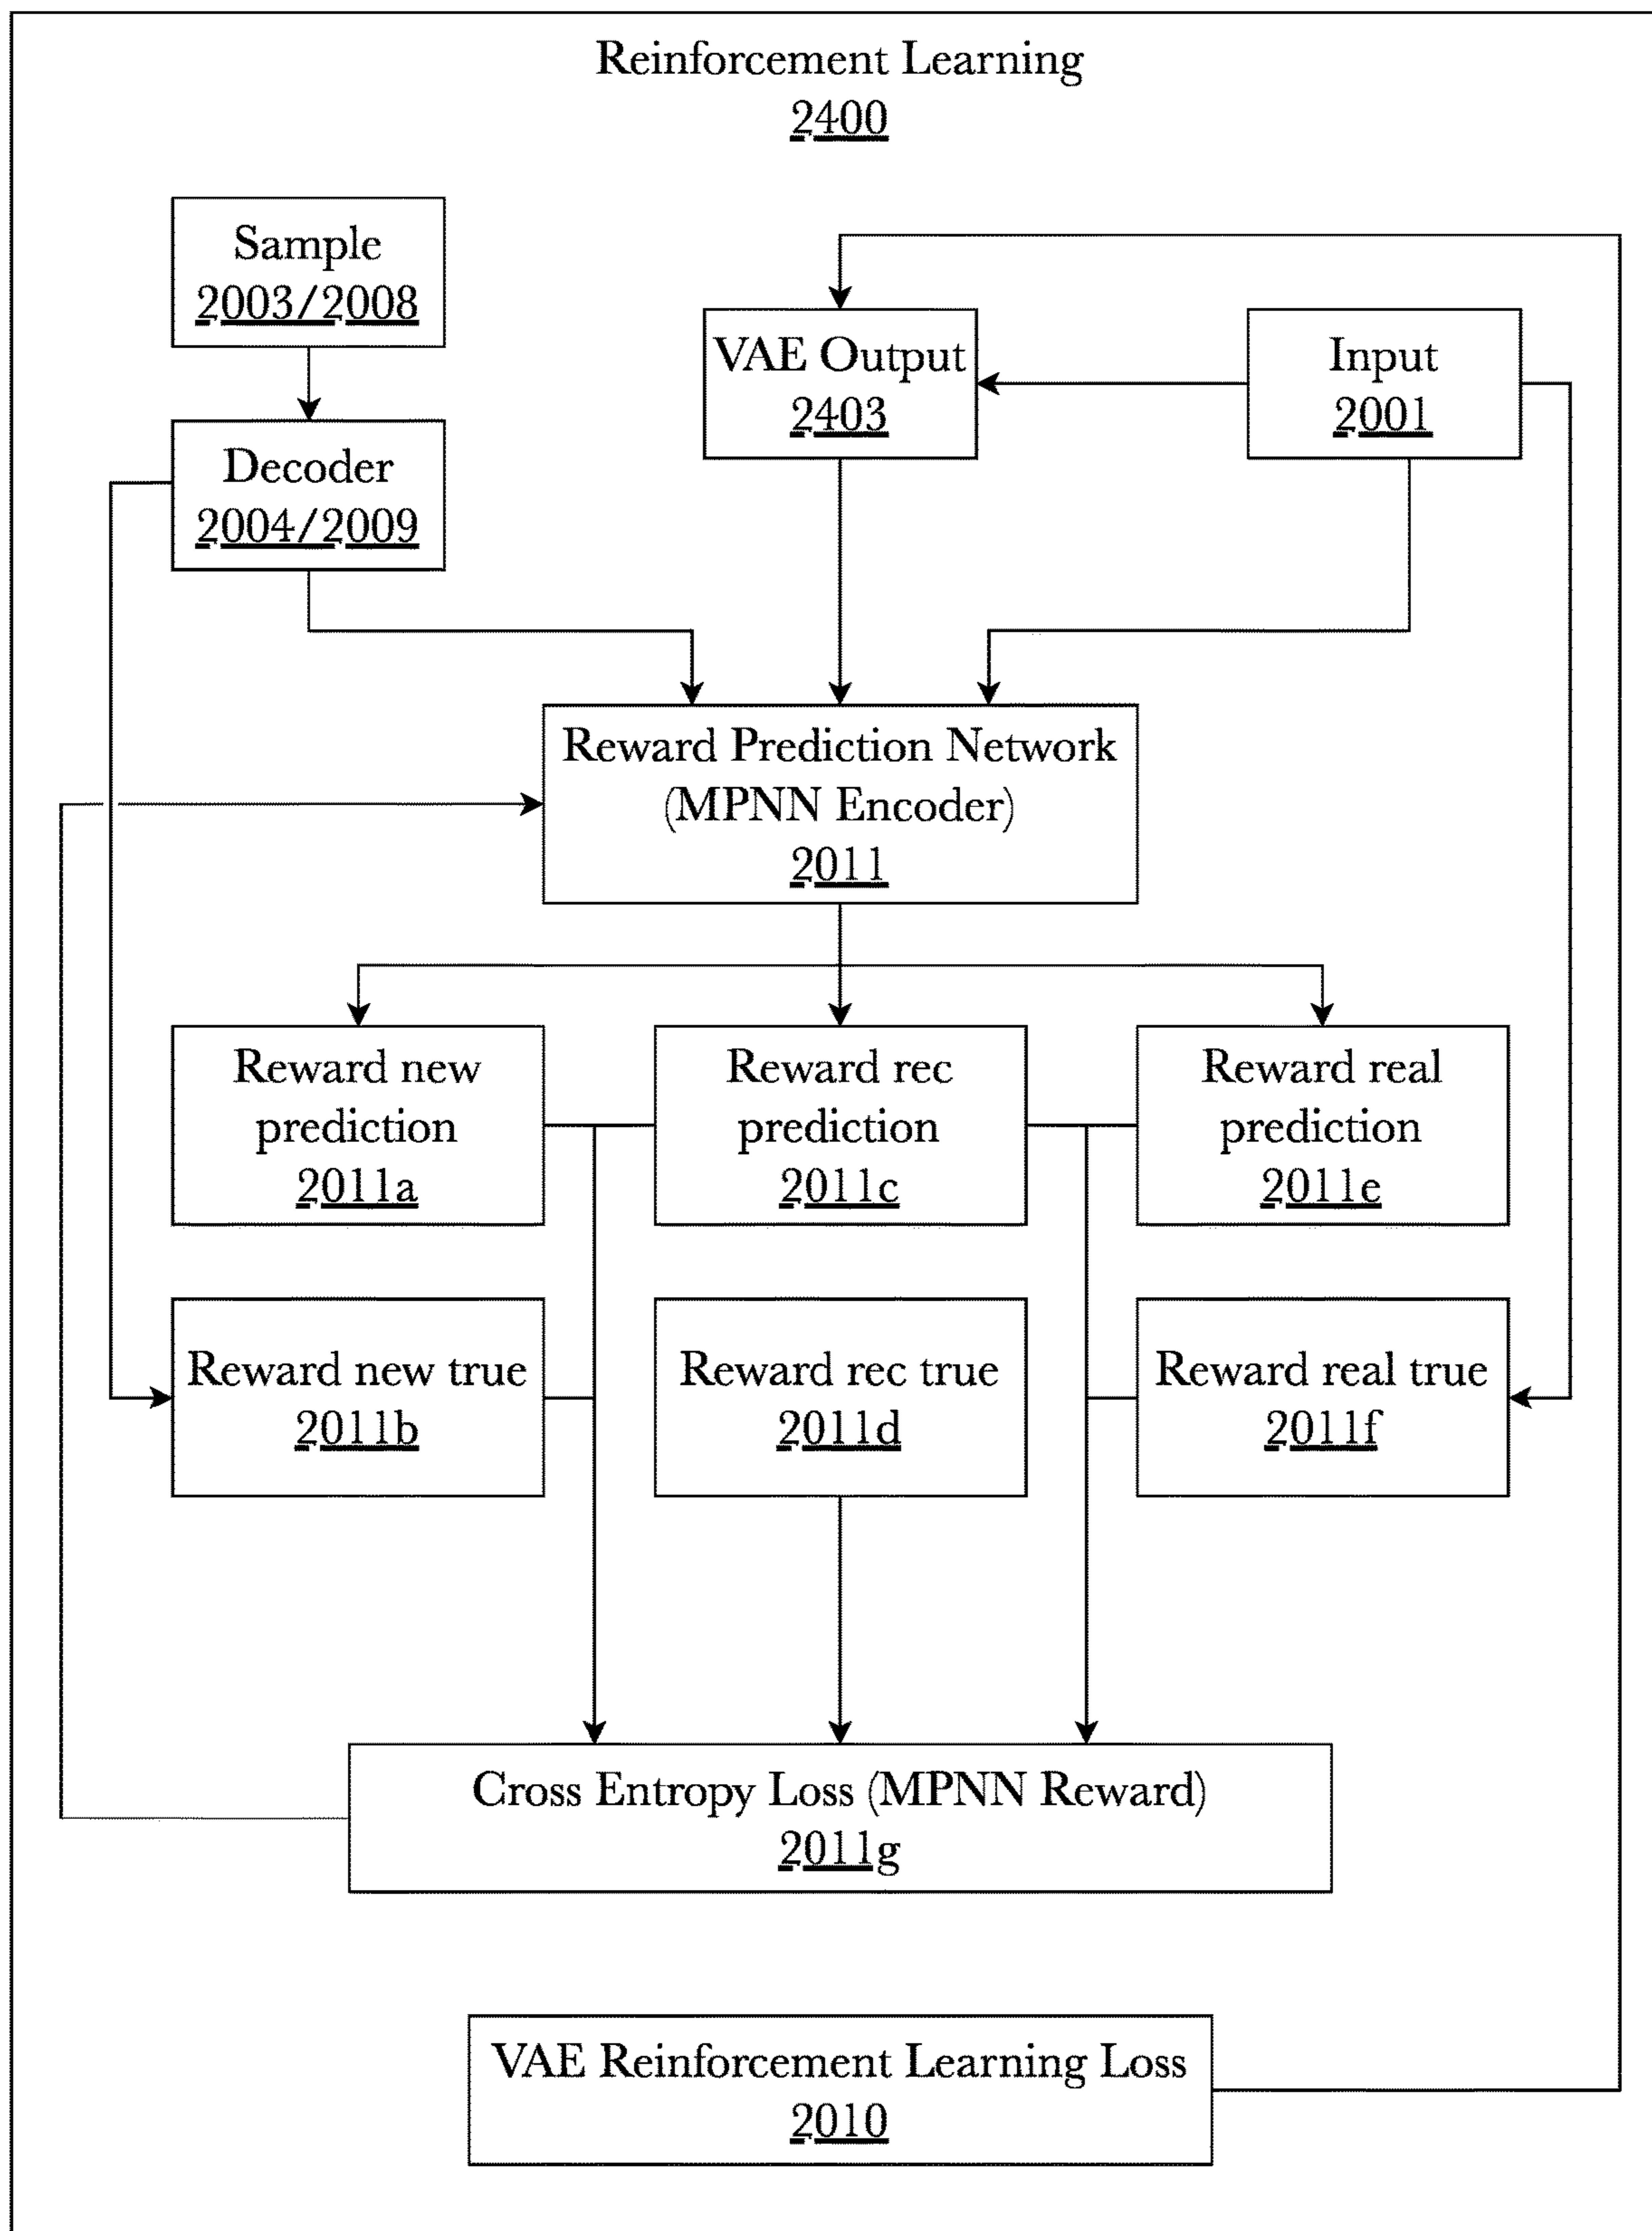 Reinforcement Learning
2400
Sample
2003/2008
VAE Output
2403
Input
2001
Decoder
2004/2009
Reward Prediction Network
(MPNN Encoder)
2011
Reward new
prediction
2011a
Reward rec
prediction
2011c
Reward real
prediction
2011e
Reward new true
2011b
Reward rec true
2011d
Reward real true
2011f
Cross Entropy Loss (MPNN Reward)
2011g
VAE Reinforcement Learning Loss
2010